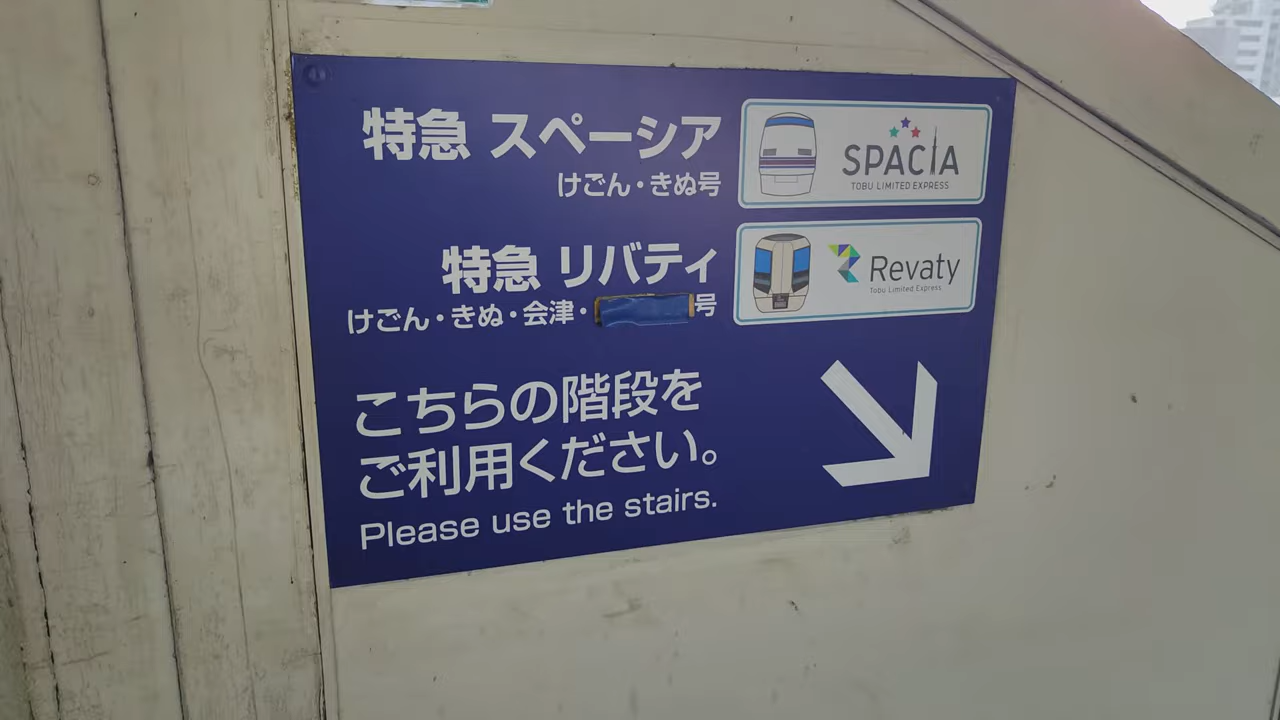 特急 スペーシア
けごん・きぬ号
SPACIA
TOBU LIMITED EXPRESS
特急 リバティ
けごん・きぬ・会津・号
Revaty
Tobu Limited Express
こちらの階段を
ご利用ください。
Please use the stairs.